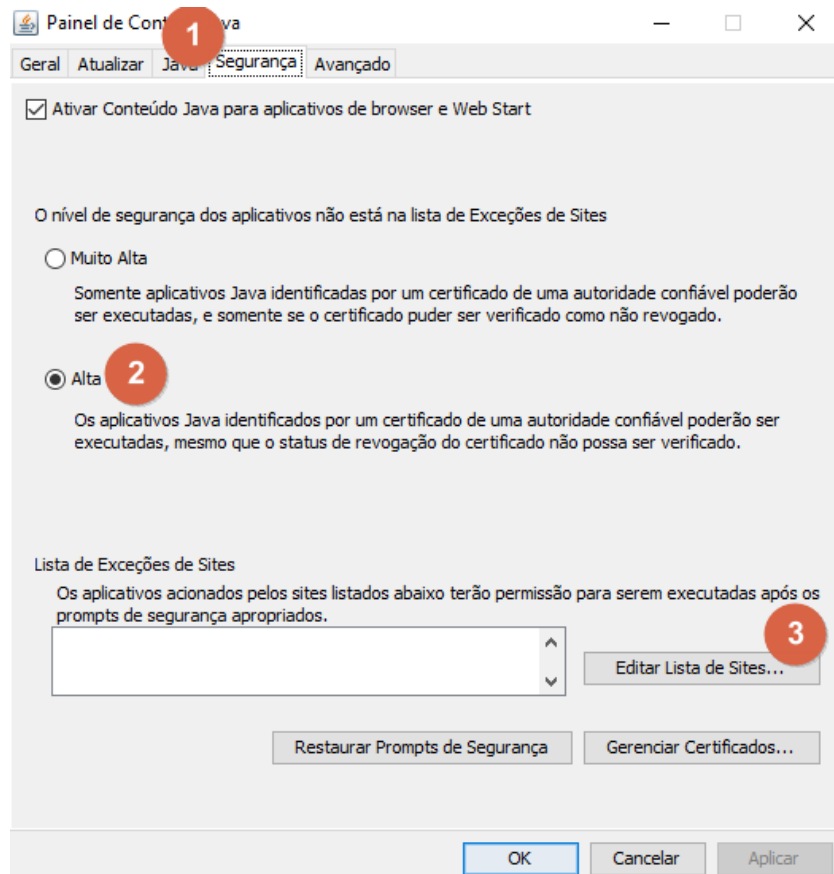 Painel de Con va
1
Geral Atualizar Java Segurança Avançado
Ativar Conteúdo Java para aplicativos de browser e Web Start
O nível de segurança dos aplicativos não está na lista de Exceções de Sites
Muito Alta
Somente aplicativos Java identificadas por um certificado de uma autoridade confiável poderão
ser executadas, e somente se o certificado puder ser verificado como não revogado.
Alta 2
Os aplicativos Java identificados por um certificado de uma autoridade confiável poderão ser
executadas, mesmo que o status de revogação do certificado não possa ser verificado.
Lista de Exceções de Sites
Os aplicativos acionados pelos sites listados abaixo terão permissão para serem executadas após os
prompts de segurança apropriados.
3
Editar Lista de Sites...
Restaurar Prompts de Segurança Gerenciar Certificados...
OK Cancelar Aplicar